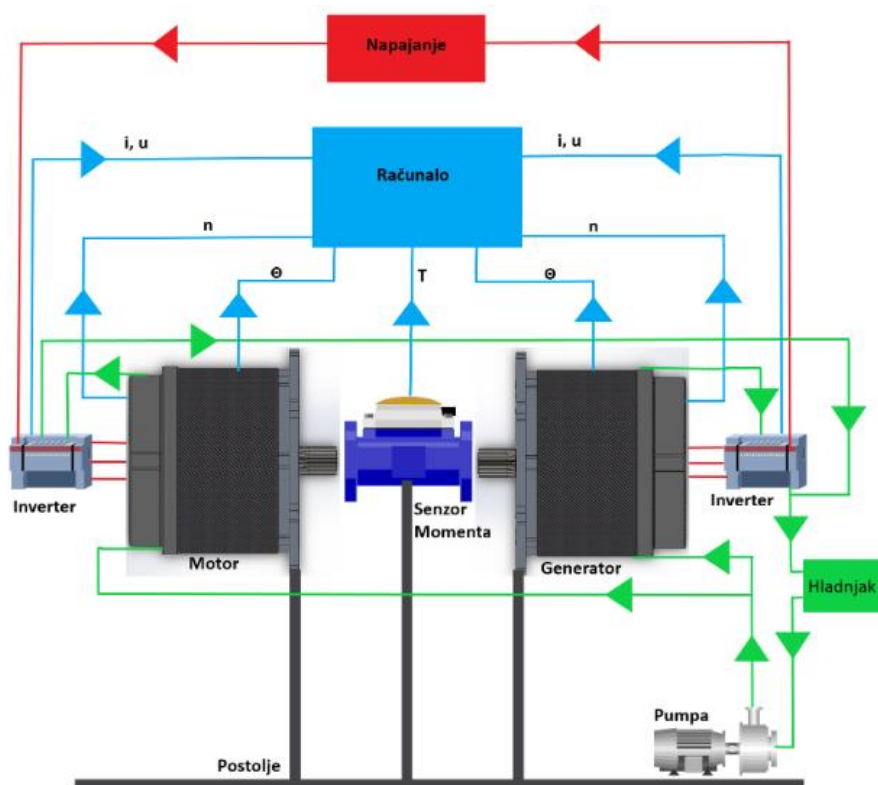 Napajanje
i, u
i, u
Računalo
n
n
Θ
T
Θ
Inverter
Senzor
Momenta
Inverter
Motor
Generator
Hladnjak
Pumpa
Postolje